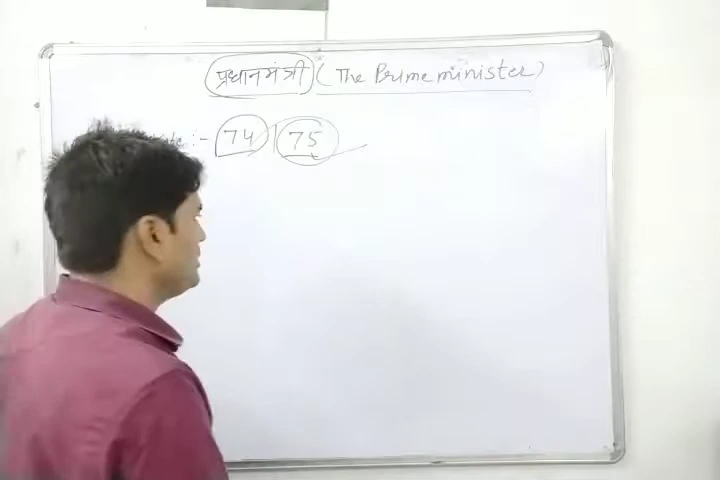 प्रधानमंत्री ( The Prime minister )
:- 74 | 75